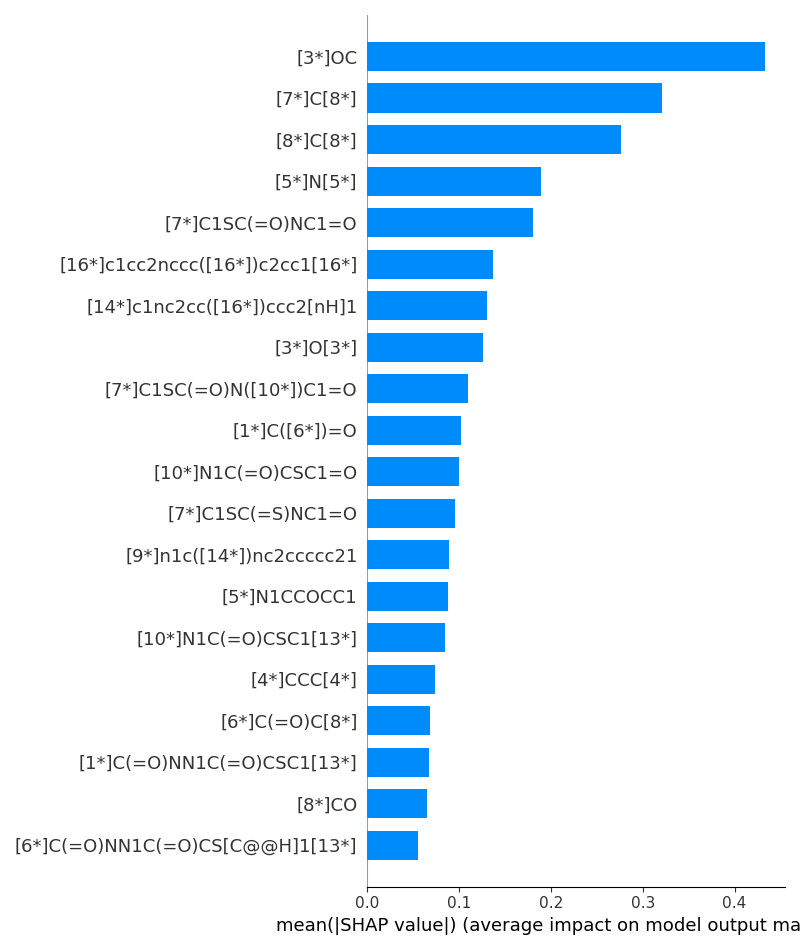 [3*]OC
[7*]C[8*]
[8*]C[8*]
[5*]N[5*]
[7*]C1SC(=O)NC1=O
[16*]c1cc2nccc([16*])c2cc1[16*]
[14*]c1nc2cc([16*])ccc2[nH]1
[3*]O[3*]
[7*]C1SC(=O)N([10*])C1=O
[1*]C([6*])=O
[10*]N1C(=O)CSC1=O
[7*]C1SC(=S)NC1=O
[9*]n1c([14*])nc2ccccc21
[5*]N1CCOCC1
[10*]N1C(=O)CSC1[13*]
[4*]CCC[4*]
[6*]C(=O)C[8*]
[1*]C(=O)NN1C(=O)CSC1[13*]
[8*]CO
[6*]C(=O)NN1C(=O)CS[C@@H]1[13*]
0.0 0.1 0.2 0.3 0.4
mean(|SHAP value|) (average impact on model output ma